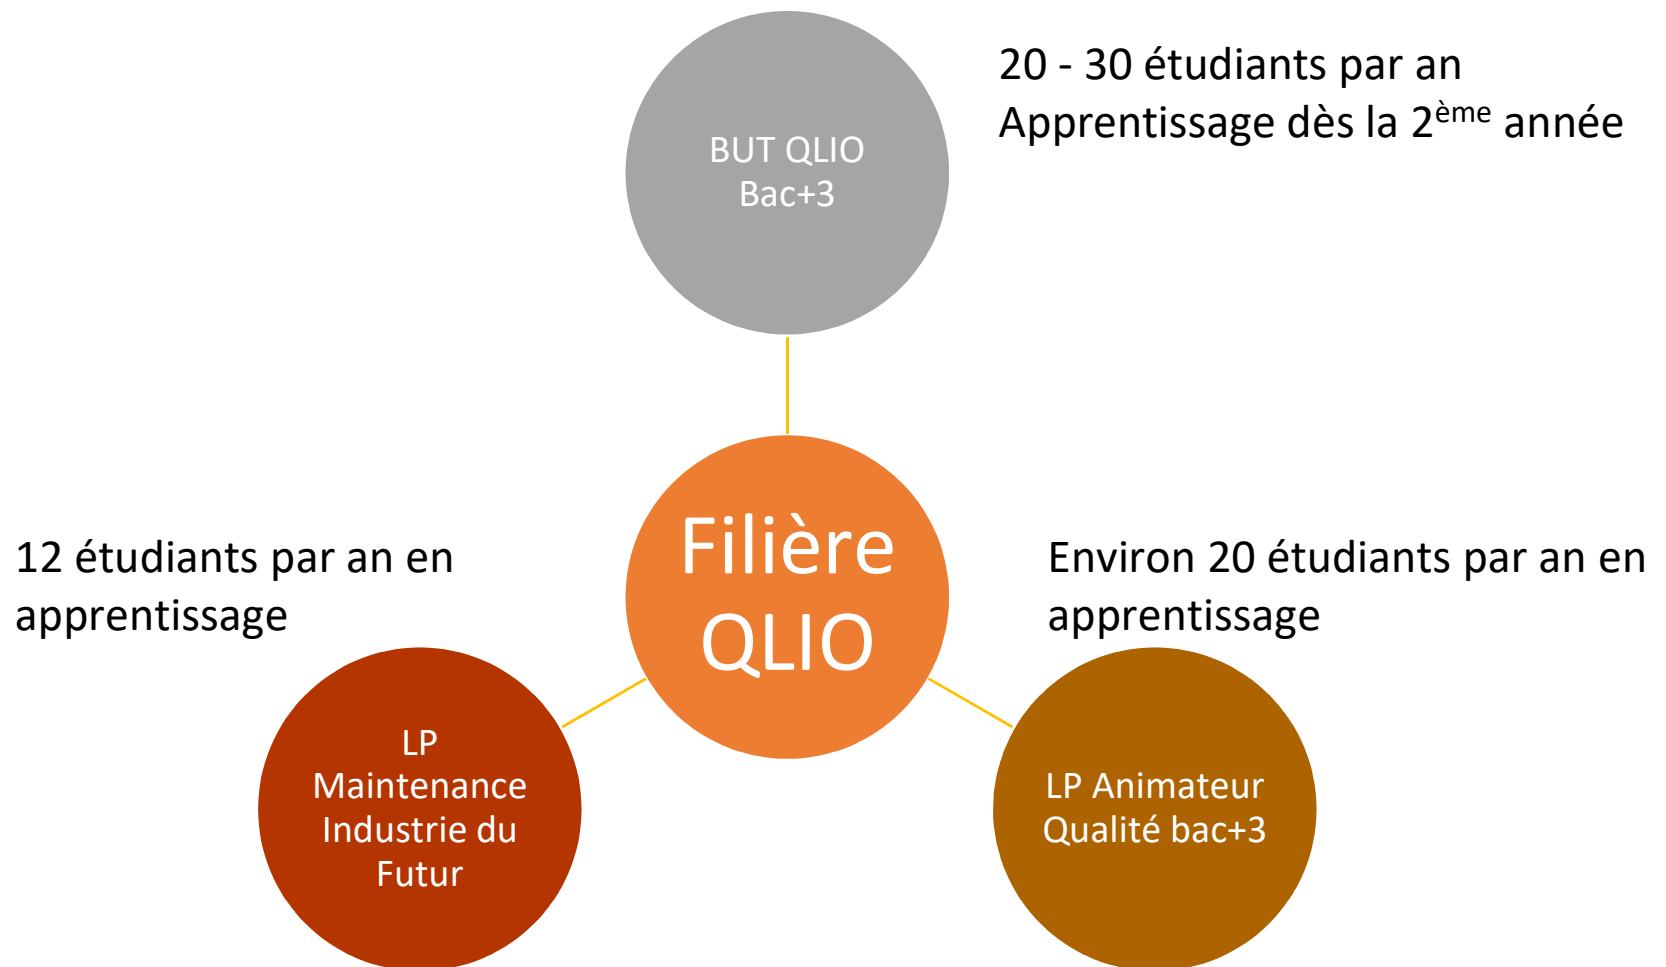 BUT QLIO
Bac+3
20 - 30 étudiants par an
Apprentissage dès la 2ème année
Filière
QLIO
12 étudiants par an en
apprentissage
LP
Maintenance
Industrie du
Futur
Environ 20 étudiants par an en
apprentissage
LP Animateur
Qualité bac+3